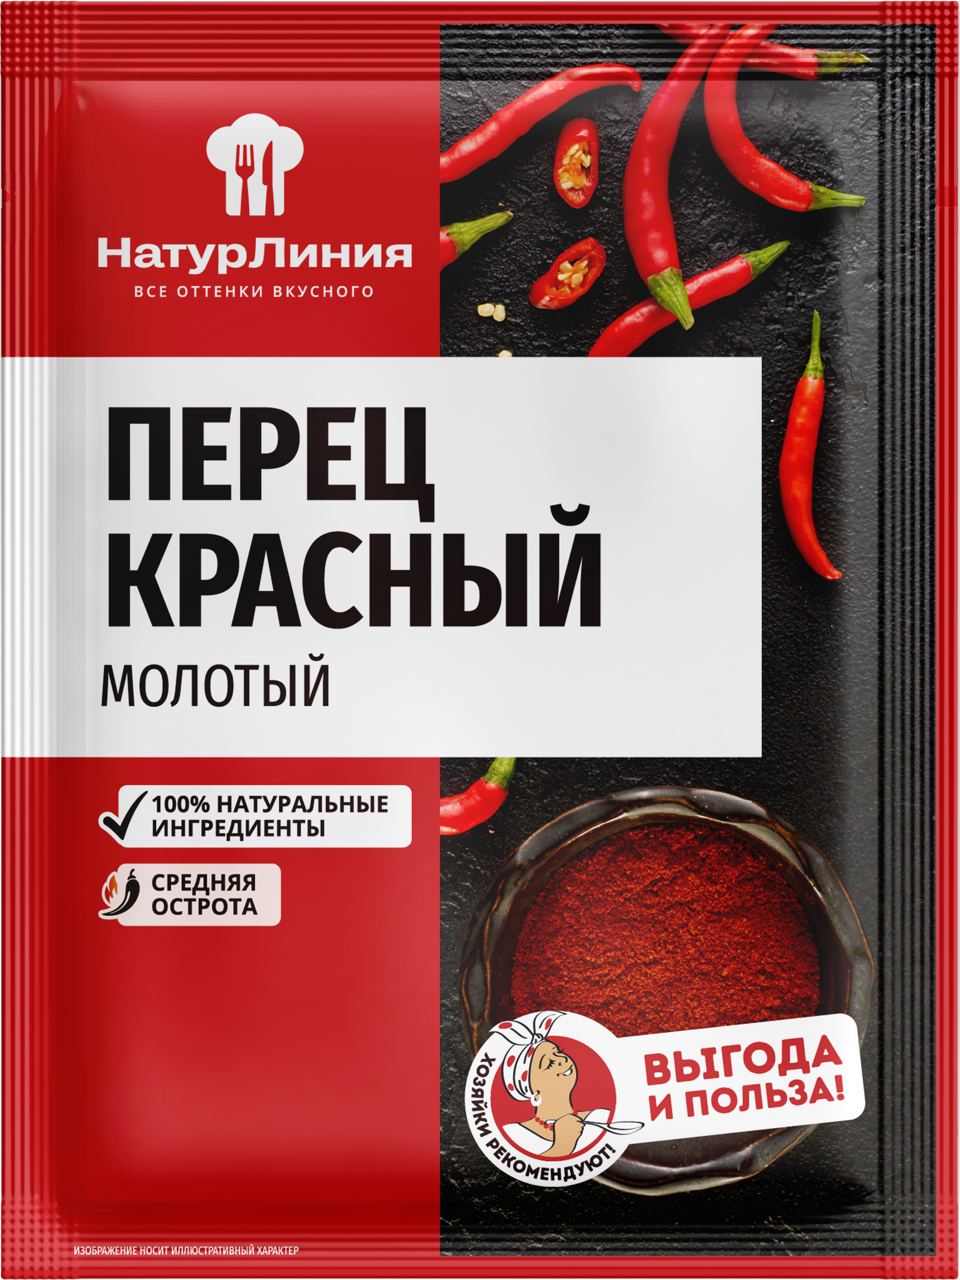 НатурЛиния
ВСЕ ОТТЕНКИ ВКУСНОГО
ПЕРЕЦ
КРАСНЫЙ
МОЛОТЫЙ
100% НАТУРАЛЬНЫЕ
ИНГРЕДИЕНТЫ
СРЕДНЯЯ
ОСТРОТА
ВЫГОДА
И ПОЛЬЗА!
ХОЗЯЙКИ РЕКОМЕНДУЮТ!
ИЗОБРАЖЕНИЕ НОСИТ ИЛЛЮСТРАТИВНЫЙ ХАРАКТЕР